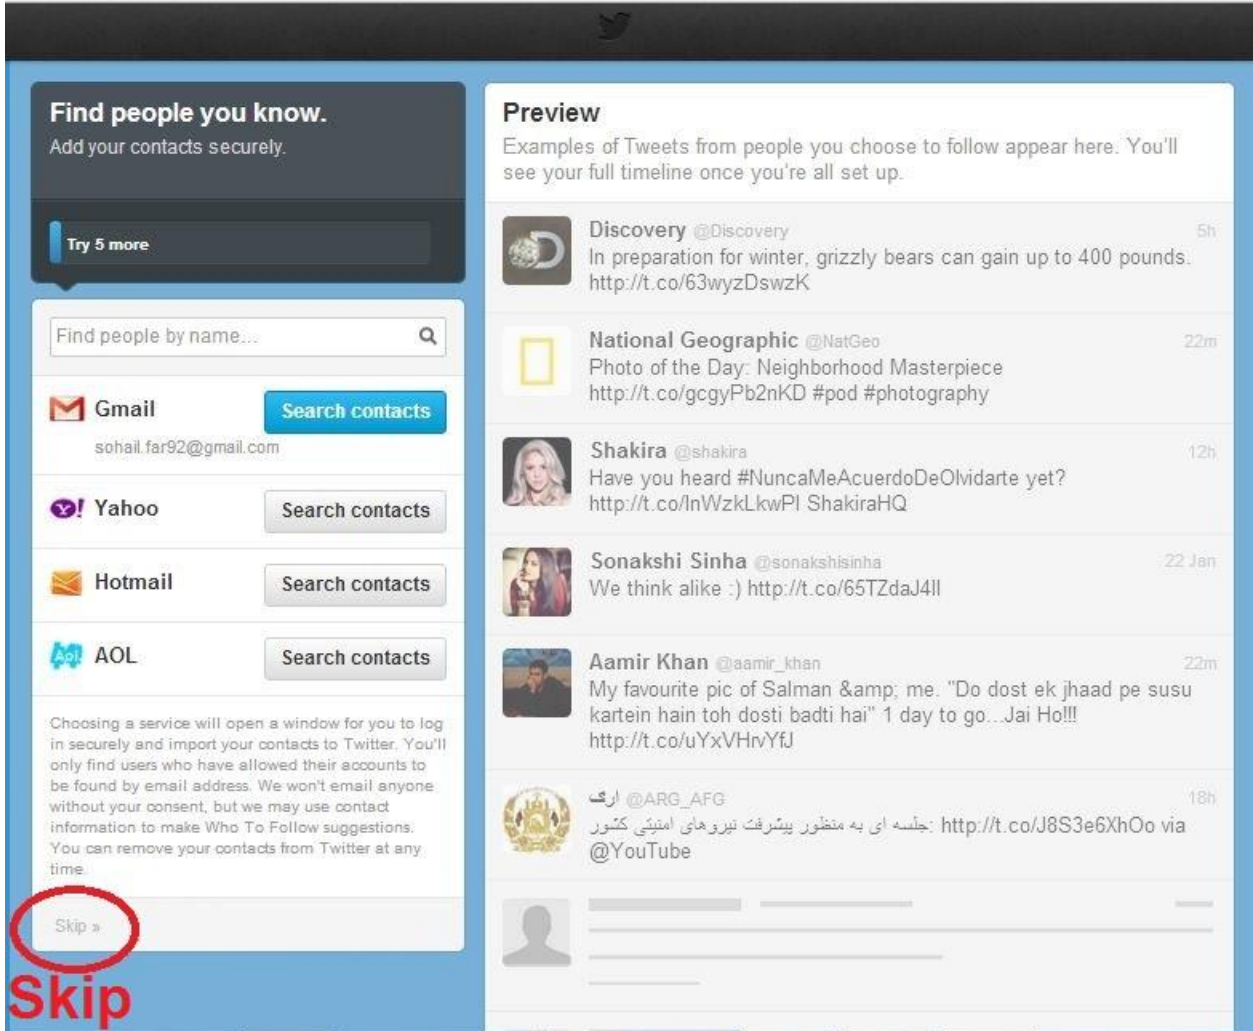 Find people you know.
Add your contacts securely.
Try 5 more
Find people by name...
Gmail
Search contacts
sohail.far92@gmail.com
Yahoo
Search contacts
Hotmail
Search contacts
Aol
AOL
Search contacts
Choosing a service will open a window for you to log
in securely and import your contacts to Twitter. You'll
only find users who have allowed their accounts to
be found by email address. We won't email anyone
without your consent, but we may use contact
information to make Who To Follow suggestions.
You can remove your contacts from Twitter at any
time.
Skip »
Skip
Preview
Examples of Tweets from people you choose to follow appear here. You'll
see your full timeline once you're all set up.
Discovery @Discovery 5h
In preparation for winter, grizzly bears can gain up to 400 pounds.
http://t.co/63wyzDswzK
National Geographic @NatGeo 22m
Photo of the Day: Neighborhood Masterpiece
http://t.co/gcgyPb2nKD #pod #photography
Shakira @shakira 12h
Have you heard #NuncaMeAcuerdoDeOlvidarte yet?
http://t.co/lnWzkLkwPl ShakiraHQ
Sonakshi Sinha @sonakshisinha 22 Jan
We think alike :) http://t.co/65TZdaJ4ll
Aamir Khan @aamir_khan 22m
My favourite pic of Salman &amp; me. "Do dost ek jhaad pe susu
kartein hain toh dosti badti hai" 1 day to go...Jai Ho!!!
http://t.co/uYxVHrvYfJ
ارگ @ARG_AFG 18h
جلسه ای به منظور پیشرفت نیروهای امنیتی کشور: http://t.co/J8S3e6XhOo via
@YouTube